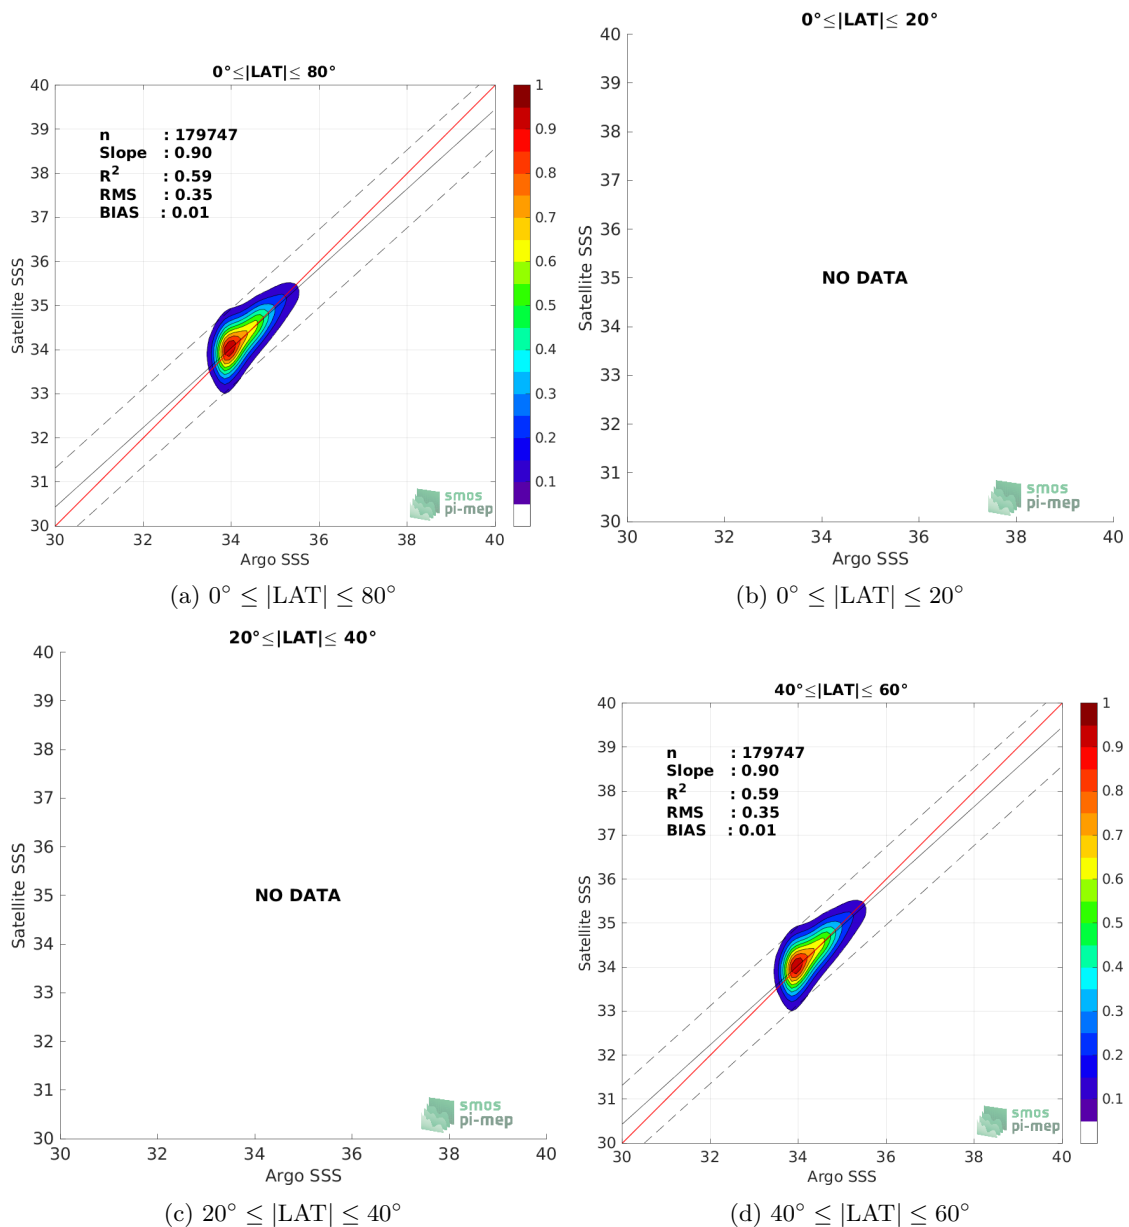 0°≤|LAT|≤ 80°
40
39
38
37
36
35
34
33
32
31
30
Satellite SSS
n : 179747
Slope : 0.90
R² : 0.59
RMS : 0.35
BIAS : 0.01
smos
pi-mep
30 32 34 36 38 40
Argo SSS
1
0.9
0.8
0.7
0.6
0.5
0.4
0.3
0.2
0.1
(a) 0° ≤ |LAT| ≤ 80°
0°≤|LAT|≤ 20°
40
39
38
37
36
35
34
33
32
31
30
Satellite SSS
NO DATA
smos
pi-mep
30 32 34 36 38 40
Argo SSS
(b) 0° ≤ |LAT| ≤ 20°
20°≤|LAT|≤ 40°
40
39
38
37
36
35
34
33
32
31
30
Satellite SSS
NO DATA
smos
pi-mep
30 32 34 36 38 40
Argo SSS
(c) 20° ≤ |LAT| ≤ 40°
40°≤|LAT|≤ 60°
40
39
38
37
36
35
34
33
32
31
30
Satellite SSS
n : 179747
Slope : 0.90
R² : 0.59
RMS : 0.35
BIAS : 0.01
smos
pi-mep
30 32 34 36 38 40
Argo SSS
1
0.9
0.8
0.7
0.6
0.5
0.4
0.3
0.2
0.1
(d) 40° ≤ |LAT| ≤ 60°